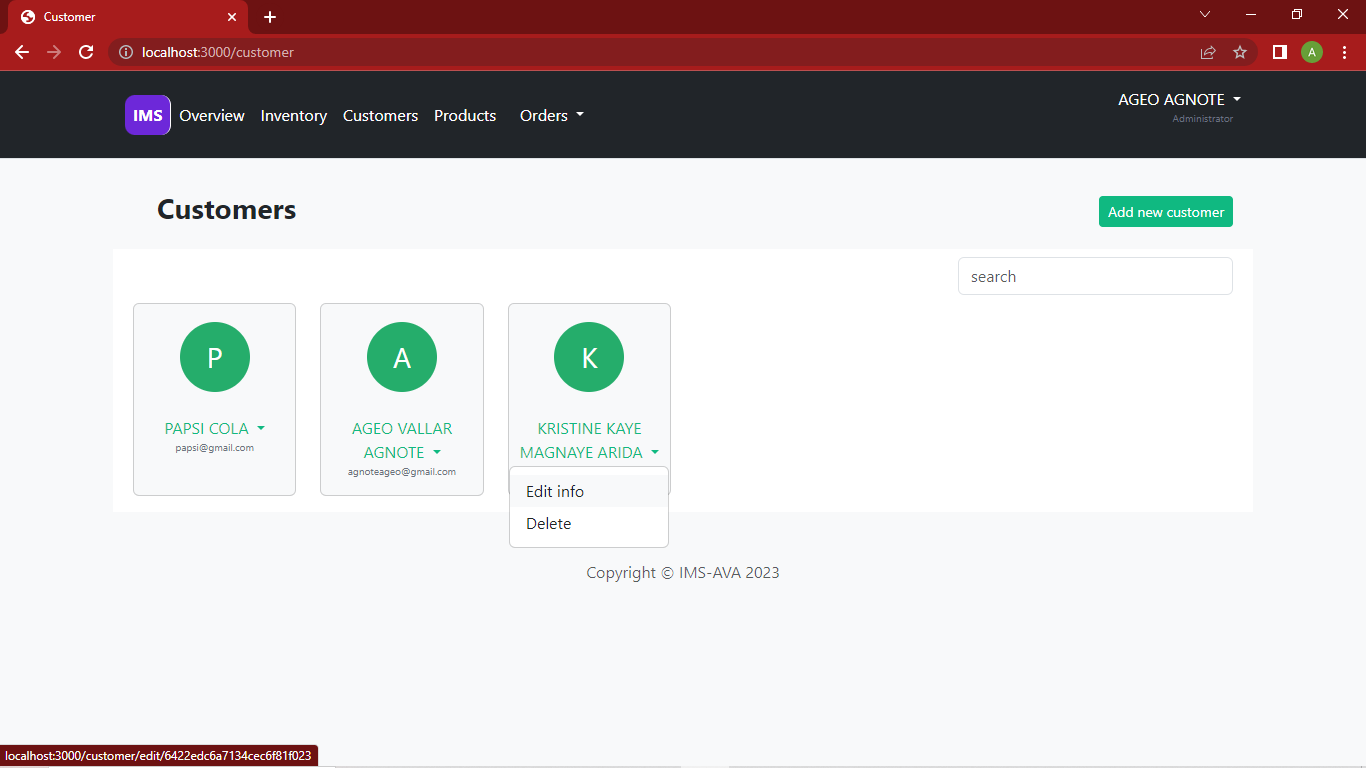 Customer
localhost:3000/customer
A
IMS Overview Inventory Customers Products Orders
AGEO AGNOTE
Administrator
Customers
Add new customer
search
P
PAPSI COLA
papsi@gmail.com
A
AGEO VALLAR
AGNOTE
agnoteageo@gmail.com
K
KRISTINE KAYE
MAGNAYE ARIDA
Edit info
Delete
Copyright © IMS-AVA 2023
localhost:3000/customer/edit/6422edc6a7134cec6f81f023